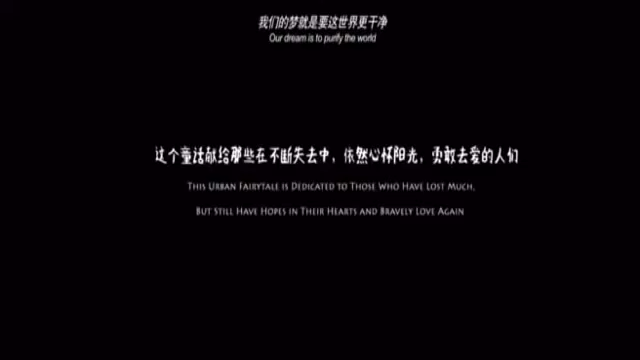 我们的梦就是要这世界更干净
Our dream is to purify the world
这个童话献给那些在不断失去中，依然心怀阳光，勇敢去爱的人们
THIS URBAN FAIRYTALE IS DEDICATED TO THOSE WHO HAVE LOST MUCH,
BUT STILL HAVE HOPES IN THEIR HEARTS AND BRAVELY LOVE AGAIN